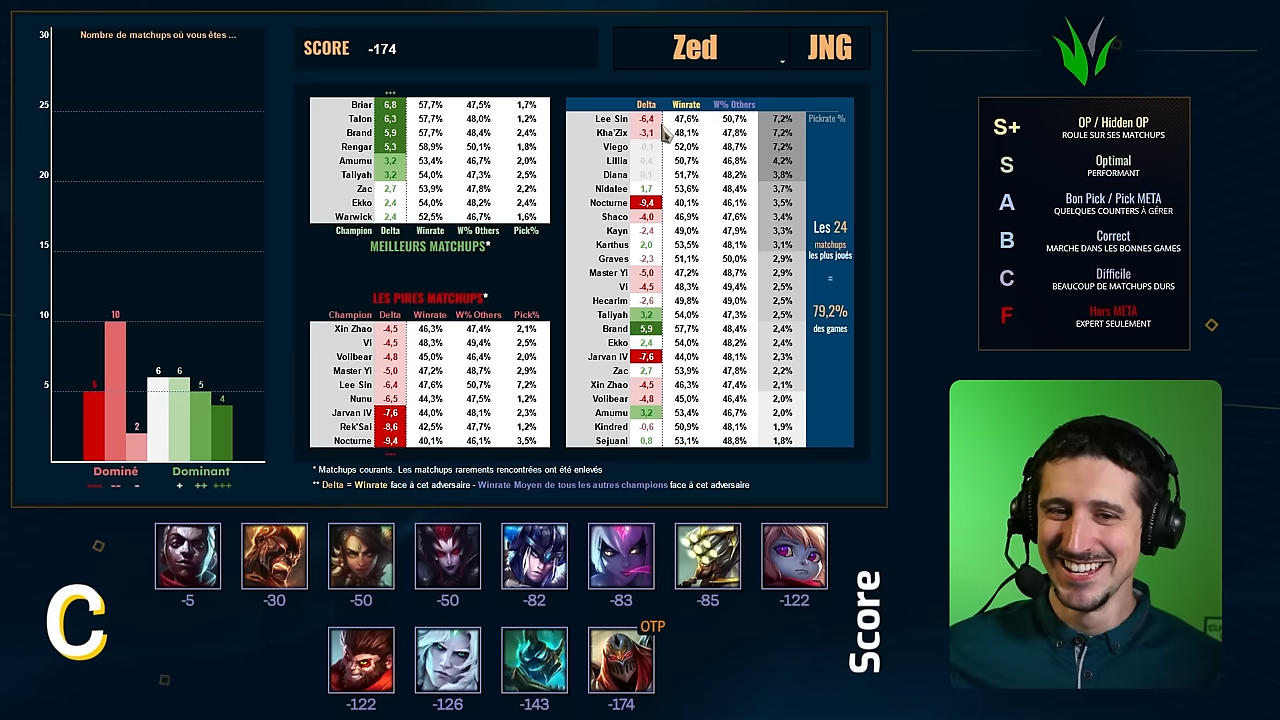 Nombre de matchups où vous êtes ...
30
25
20
15
10
5
5
10
2
6
6
5
4
Dominé
Dominant
---- -- -
+ ++ +++
SCORE -174
Zed
JNG
+++
Briar 6,8 57,7% 47,5% 1,7%
Talon 6,3 57,7% 48,0% 1,2%
Brand 5,9 57,7% 48,4% 2,4%
Rengar 5,3 58,9% 50,1% 1,8%
Amumu 3,2 53,4% 46,7% 2,0%
Taliyah 3,2 54,0% 47,3% 2,5%
Zac 2,7 53,9% 47,8% 2,2%
Ekko 2,4 54,0% 48,2% 2,4%
Warwick 2,4 52,5% 46,7% 1,6%
Champion Delta Winrate W% Others Pick%
MEILLEURS MATCHUPS*
LES PIRES MATCHUPS*
Champion Delta Winrate W% Others Pick%
Xin Zhao -4,5 46,3% 47,4% 2,1%
Vi -4,5 48,3% 49,4% 2,5%
Volibear -4,8 45,0% 46,4% 2,0%
Master Yi -5,0 47,2% 48,7% 2,9%
Lee Sin -6,4 47,6% 50,7% 7,2%
Nunu -6,5 44,3% 47,5% 1,2%
Jarvan IV -7,6 44,0% 48,1% 2,3%
Rek'Sai -8,6 42,5% 47,7% 1,2%
Nocturne -9,4 40,1% 46,1% 3,5%
Delta Winrate W% Others
Lee Sin -6,4 47,6% 50,7% 7,2% Pickrate %
Kha'Zix -3,1 48,1% 47,8% 7,2%
Viego -0,1 52,0% 48,7% 7,2%
Lillia 0,4 50,7% 46,8% 4,2%
Diana 0,1 51,7% 48,2% 3,8%
Nidalee 1,7 53,6% 48,4% 3,7%
Nocturne -9,4 40,1% 46,1% 3,5%
Shaco -4,0 46,9% 47,6% 3,4%
Kayn -2,4 49,0% 47,9% 3,3%
Karthus 2,0 53,5% 48,1% 3,1%
Graves -2,3 51,1% 50,0% 2,9%
Master Yi -5,0 47,2% 48,7% 2,9%
Vi -4,5 48,3% 49,4% 2,5%
Hecarim -2,6 49,8% 49,0% 2,5%
Taliyah 3,2 54,0% 47,3% 2,5%
Brand 5,9 57,7% 48,4% 2,4%
Ekko 2,4 54,0% 48,2% 2,4%
Jarvan IV -7,6 44,0% 48,1% 2,3%
Zac 2,7 53,9% 47,8% 2,2%
Xin Zhao -4,5 46,3% 47,4% 2,1%
Volibear -4,8 45,0% 46,4% 2,0%
Amumu 3,2 53,4% 46,7% 2,0%
Kindred -0,6 50,9% 48,1% 1,9%
Sejuani 0,8 53,1% 48,8% 1,8%
Les 24
matchups
les plus joués
=
79,2%
des games
* Matchups courants. Les matchups rarements rencontrées ont été enlevés
** Delta = Winrate face à cet adversaire - Winrate Moyen de tous les autres champions face à cet adversaire
S+ OP / Hidden OP
ROULE SUR SES MATCHUPS
S Optimal
PERFORMANT
A Bon Pick / Pick META
QUELQUES COUNTERS À GÉRER
B Correct
MARCHE DANS LES BONNES GAMES
C Difficile
BEAUCOUP DE MATCHUPS DURS
F Hors META
EXPERT SEULEMENT
C
-5 -30 -50 -50 -82 -83 -85 -122
OTP
-122 -126 -143 -174
Score